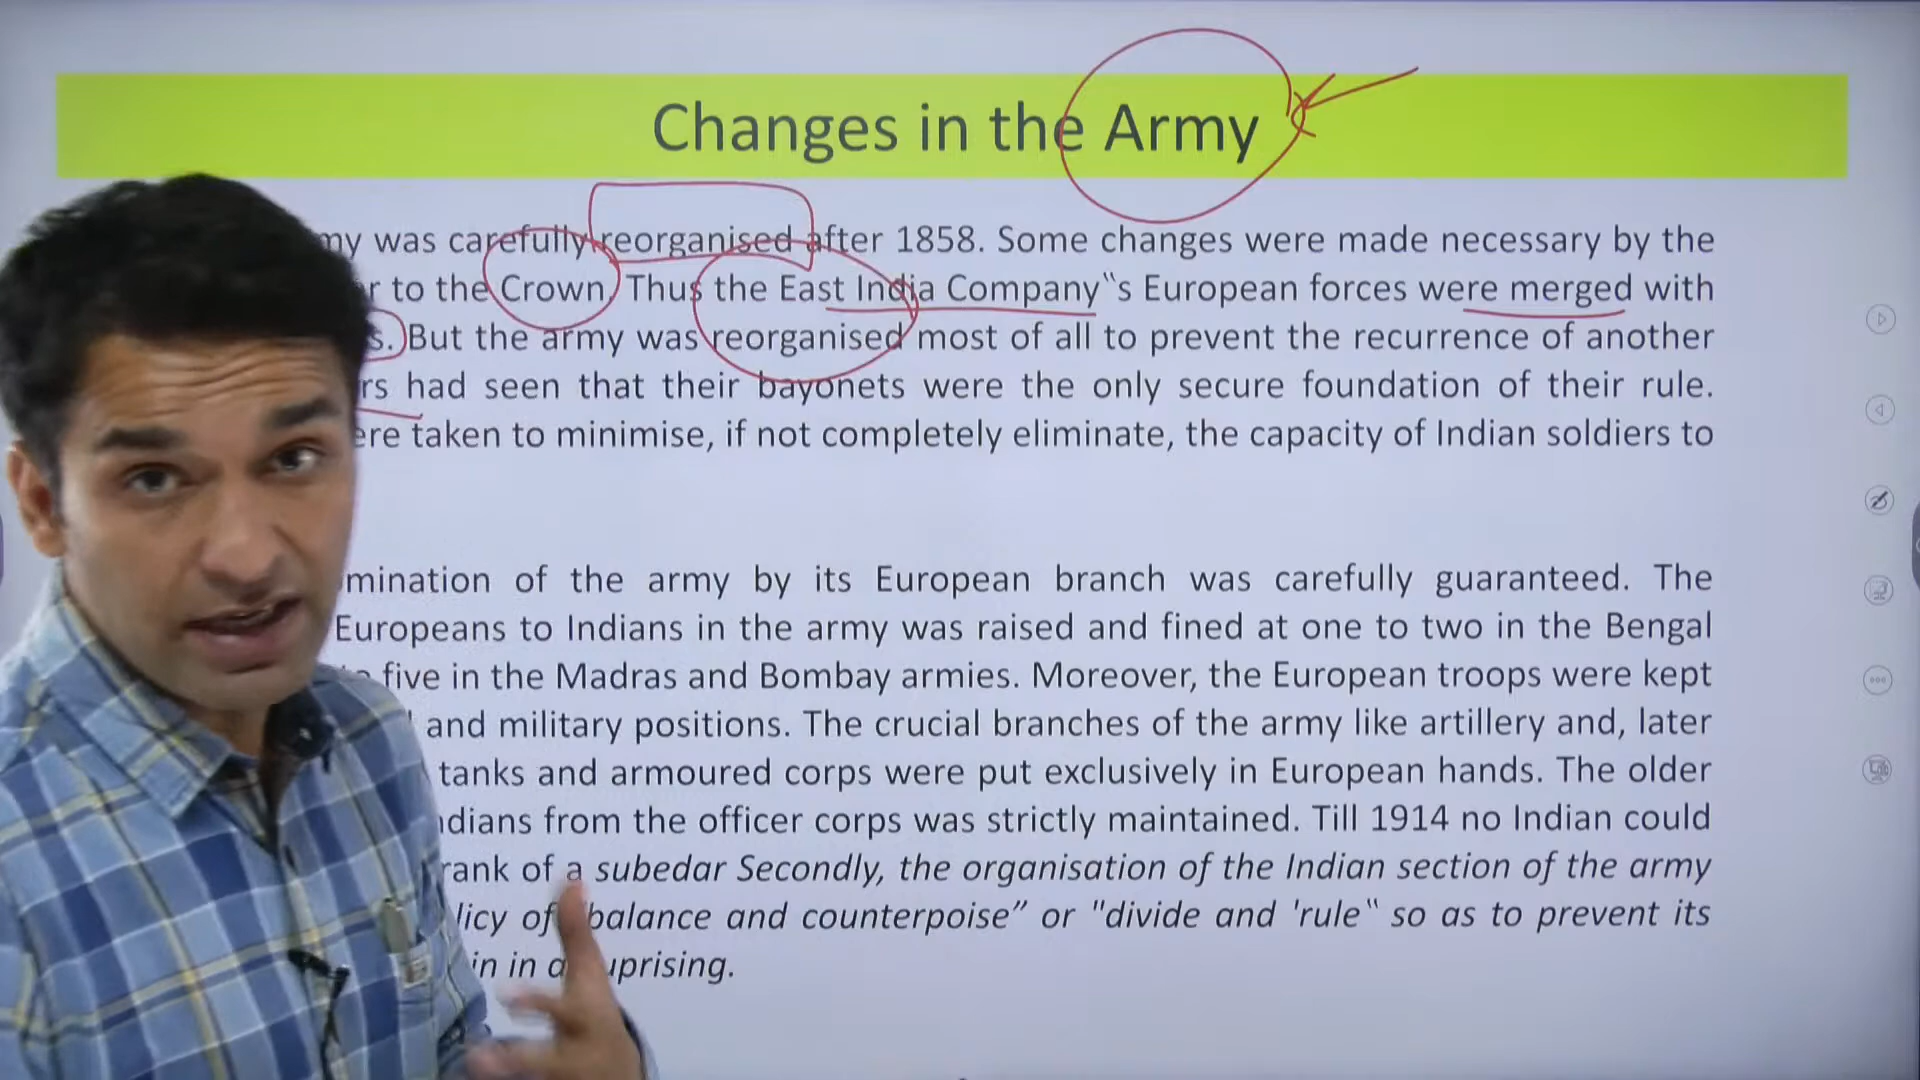 Changes in the Army
was carefully reorganised after 1858. Some changes were made necessary by the
to the Crown. Thus the East India Company‟s European forces were merged with
But the army was reorganised most of all to prevent the recurrence of another
had seen that their bayonets were the only secure foundation of their rule.
taken to minimise, if not completely eliminate, the capacity of Indian soldiers to
of the army by its European branch was carefully guaranteed. The
Europeans to Indians in the army was raised and fined at one to two in the Bengal
five in the Madras and Bombay armies. Moreover, the European troops were kept
and military positions. The crucial branches of the army like artillery and, later
tanks and armoured corps were put exclusively in European hands. The older
from the officer corps was strictly maintained. Till 1914 no Indian could
rank of a subedar Secondly, the organisation of the Indian section of the army
of balance and counterpoise” or "divide and 'rule‟ so as to prevent its
in uprising.